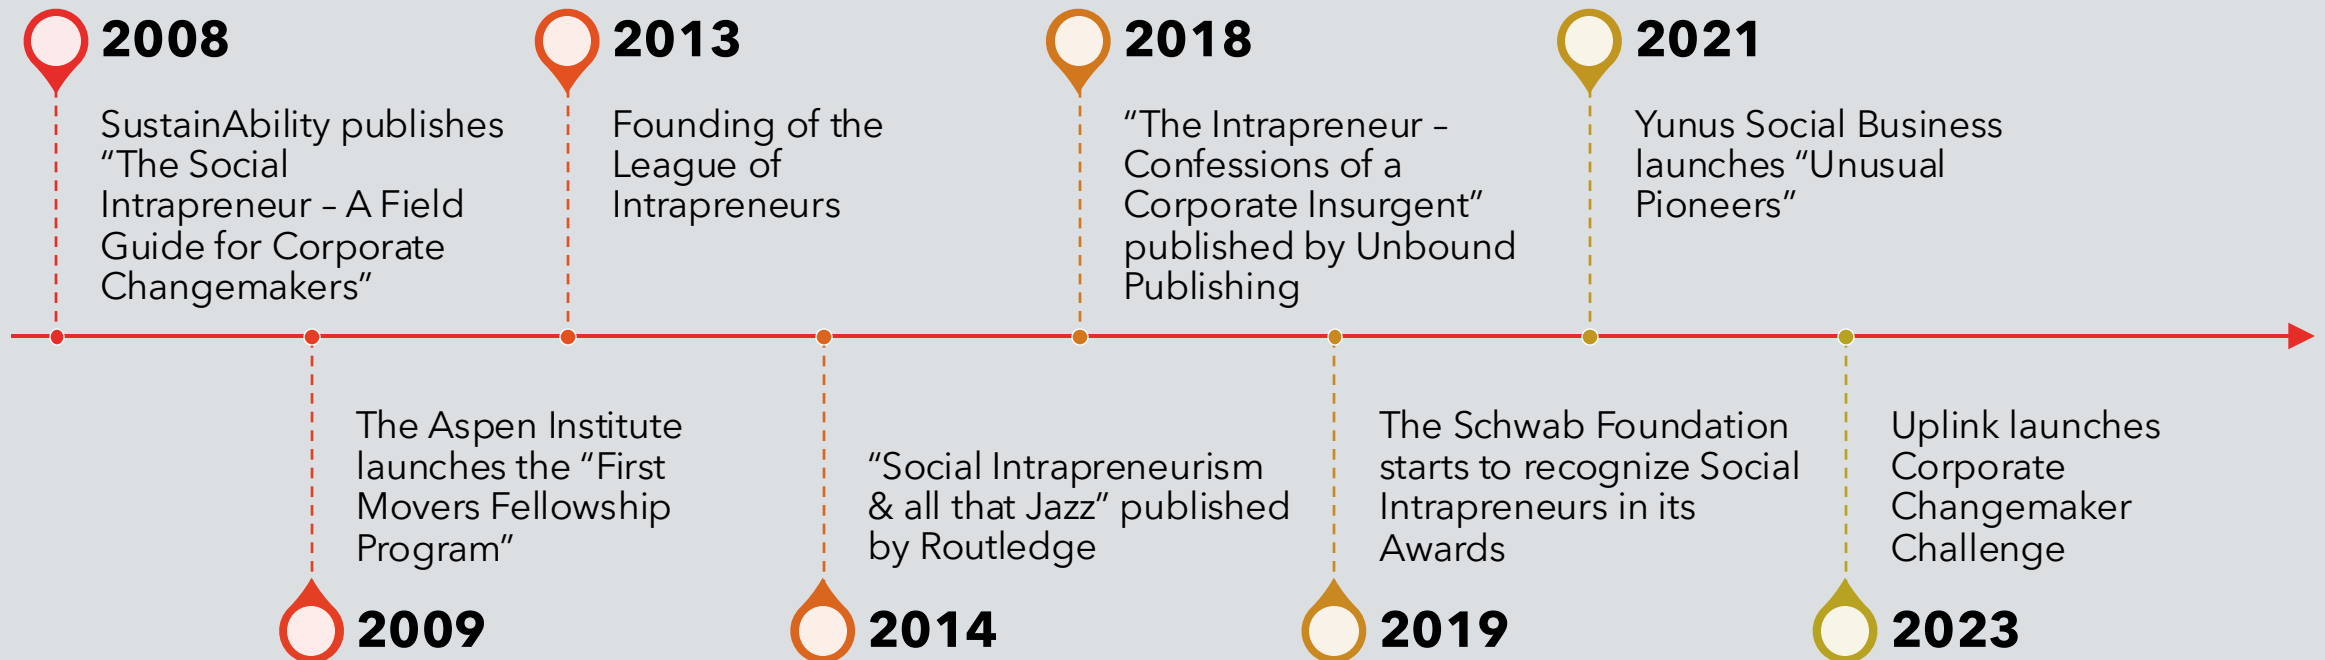 2008
SustainAbility publishes
“The Social
Intrapreneur – A Field
Guide for Corporate
Changemakers”
2013
Founding of the
League of
Intrapreneurs
2018
“The Intrapreneur –
Confessions of a
Corporate Insurgent”
published by Unbound
Publishing
2021
Yunus Social Business
launches “Unusual
Pioneers”
The Aspen Institute
launches the “First
Movers Fellowship
Program”
2009
“Social Intrapreneurism
& all that Jazz” published
by Routledge
2014
The Schwab Foundation
starts to recognize Social
Intrapreneurs in its
Awards
2019
Uplink launches
Corporate
Changemaker
Challenge
2023